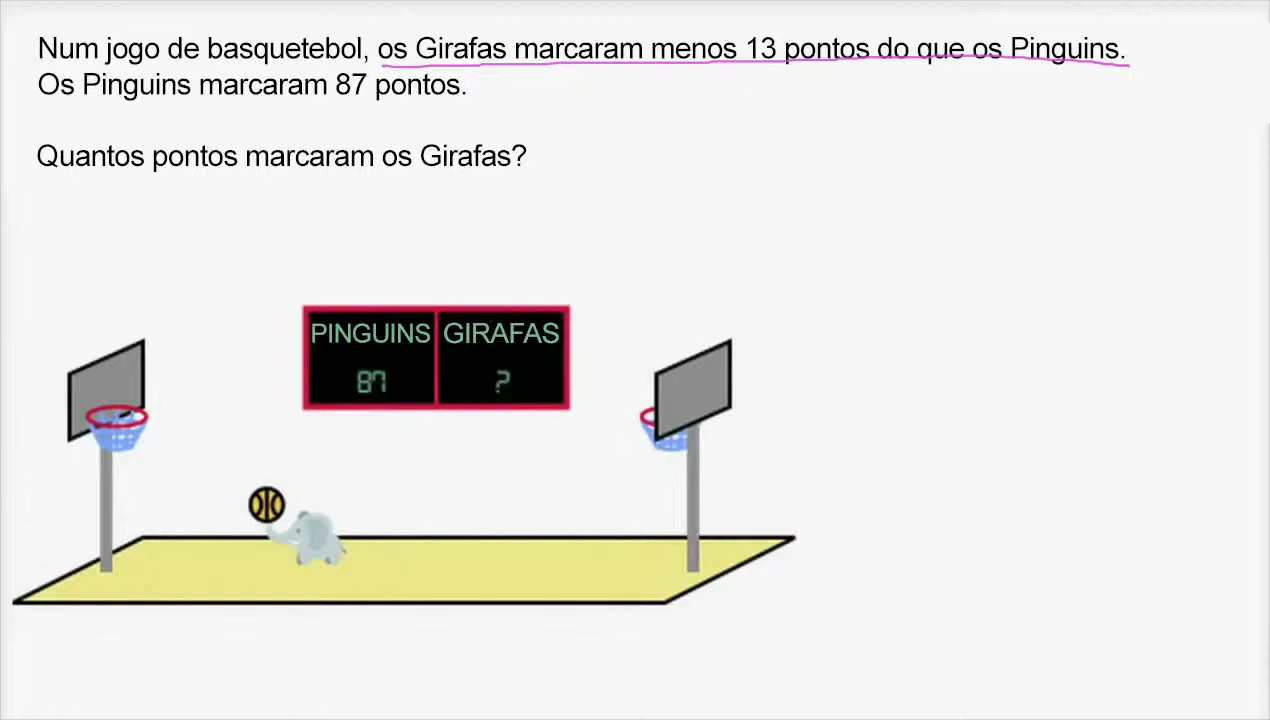 Num jogo de basquetebol, os Girafas marcaram menos 13 pontos do que os Pinguins.
Os Pinguins marcaram 87 pontos.
Quantos pontos marcaram os Girafas?
PINGUINS GIRAFAS
87 ?